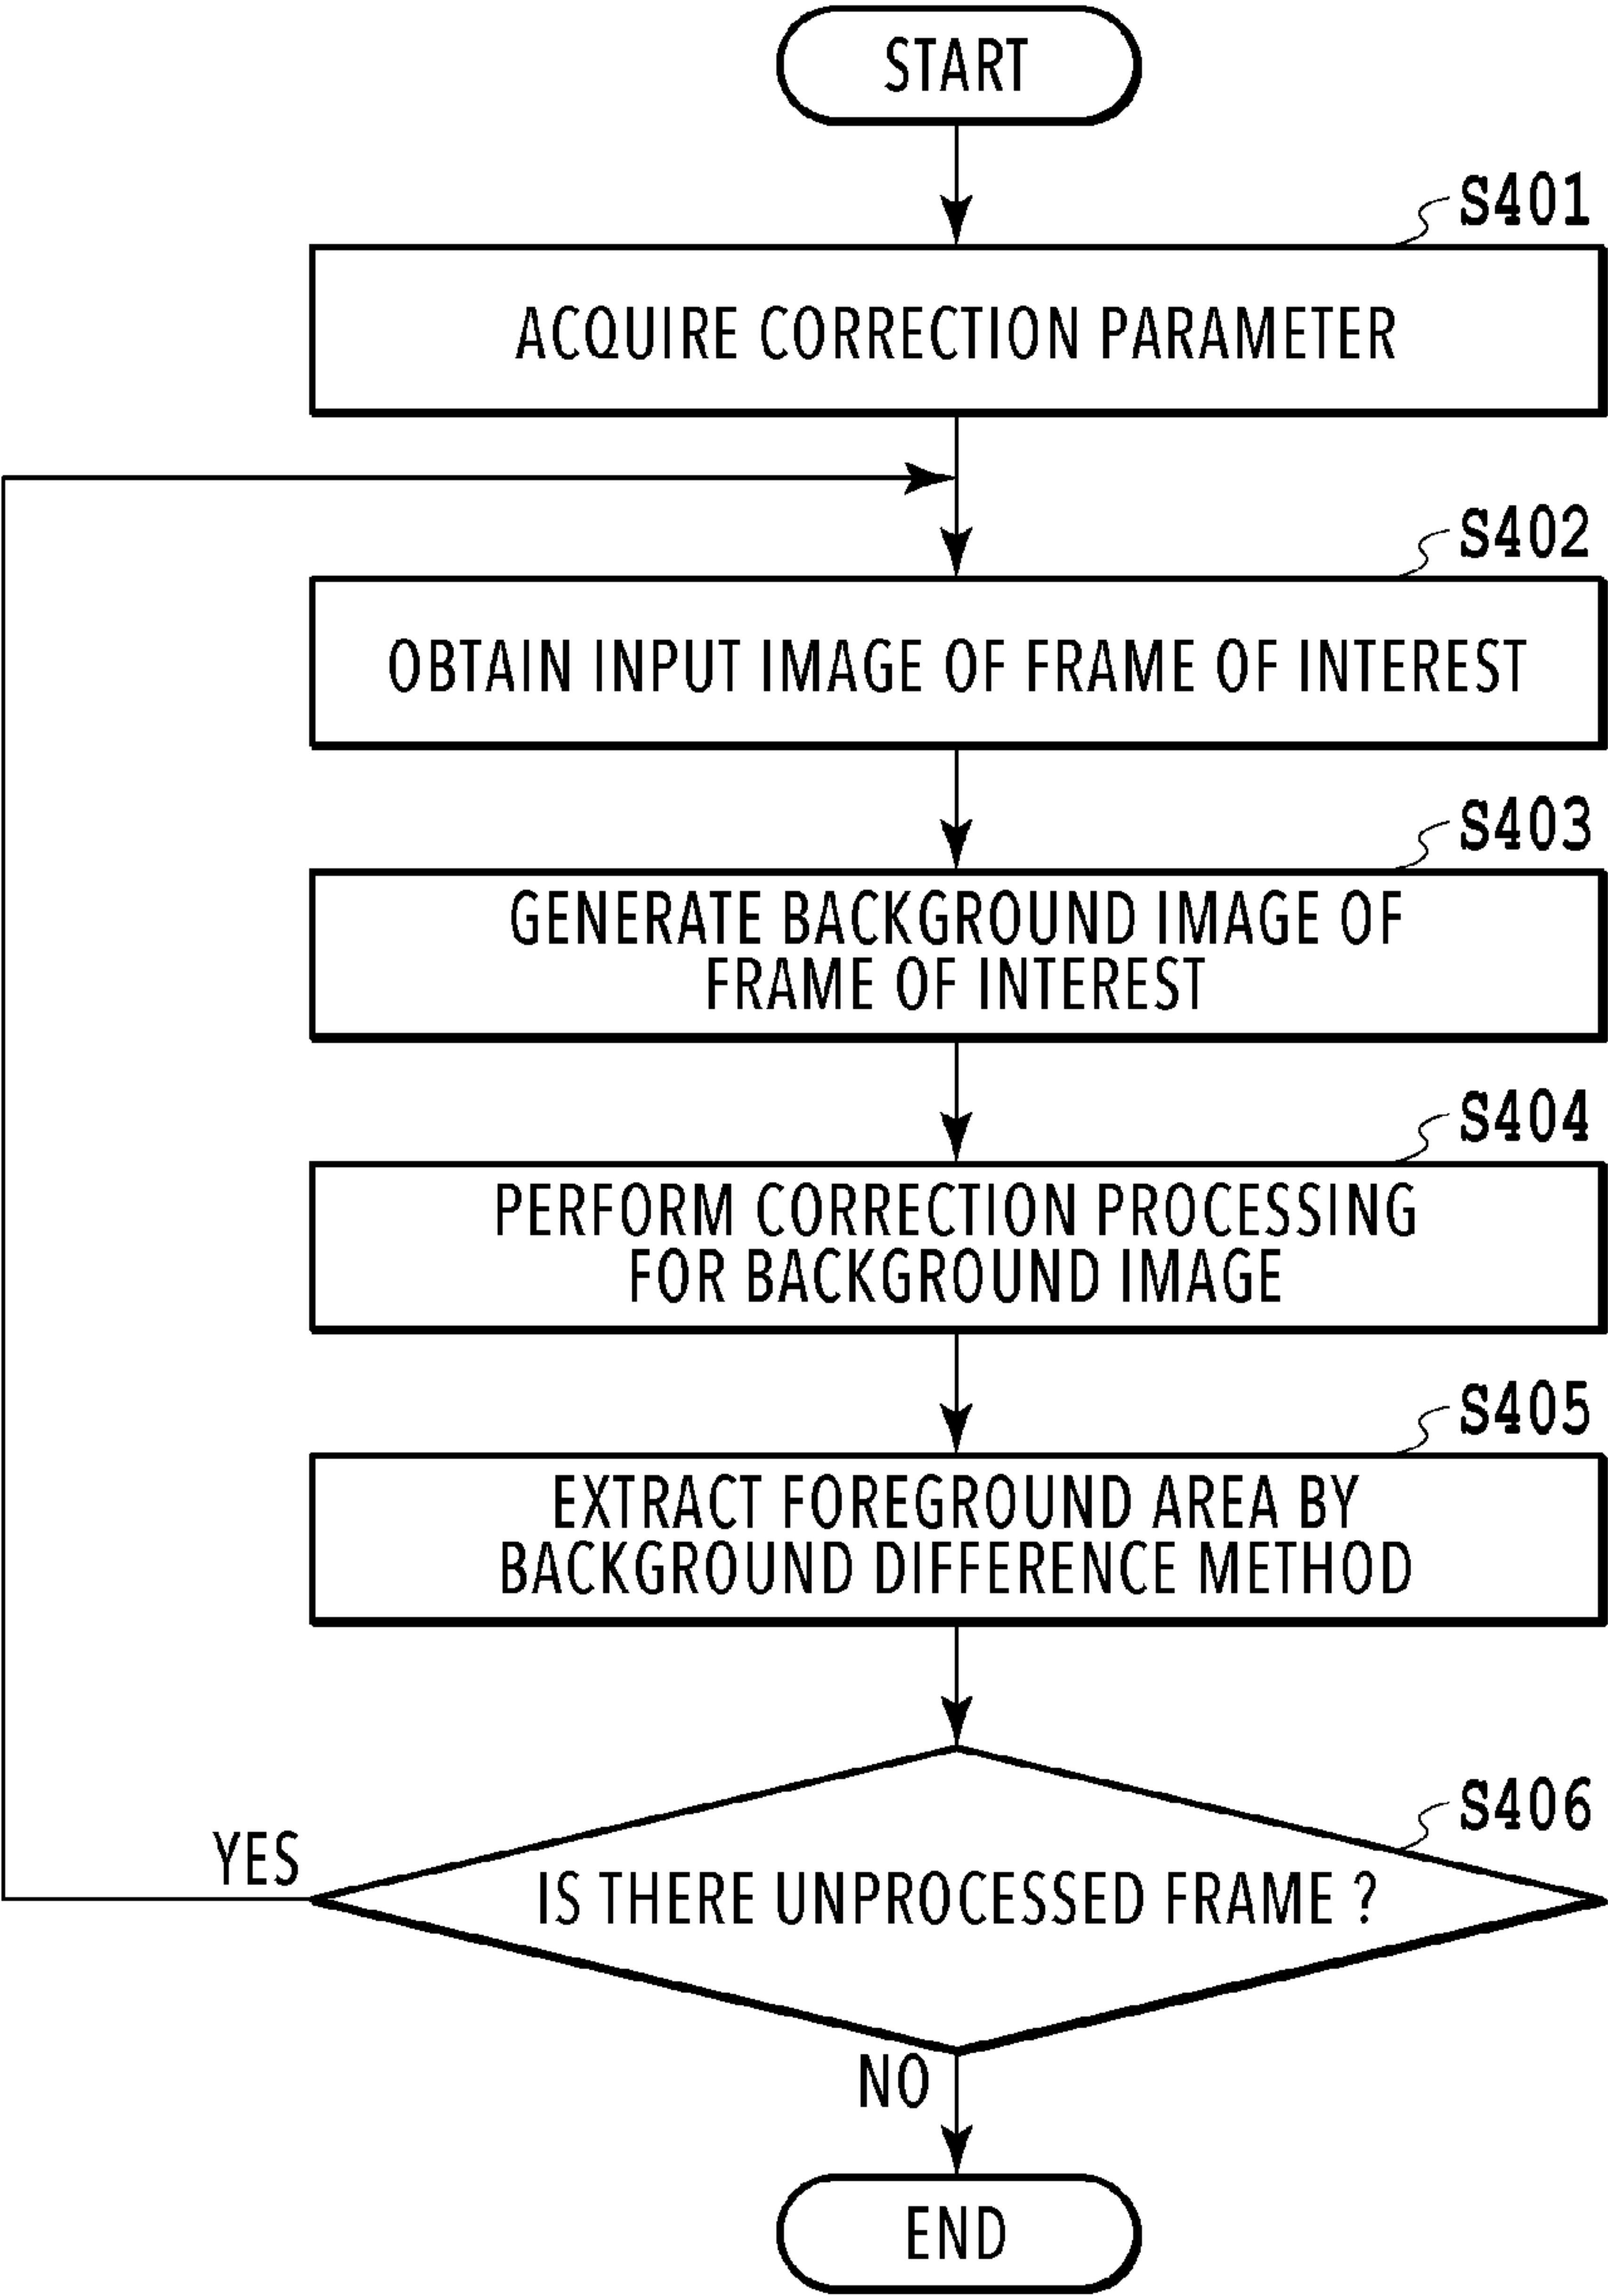 START
S401
ACQUIRE CORRECTION PARAMETER
S402
OBTAIN INPUT IMAGE OF FRAME OF INTEREST
S403
GENERATE BACKGROUND IMAGE OF
FRAME OF INTEREST
S404
PERFORM CORRECTION PROCESSING
FOR BACKGROUND IMAGE
S405
EXTRACT FOREGROUND AREA BY
BACKGROUND DIFFERENCE METHOD
S406
YES
IS THERE UNPROCESSED FRAME ?
NO
END